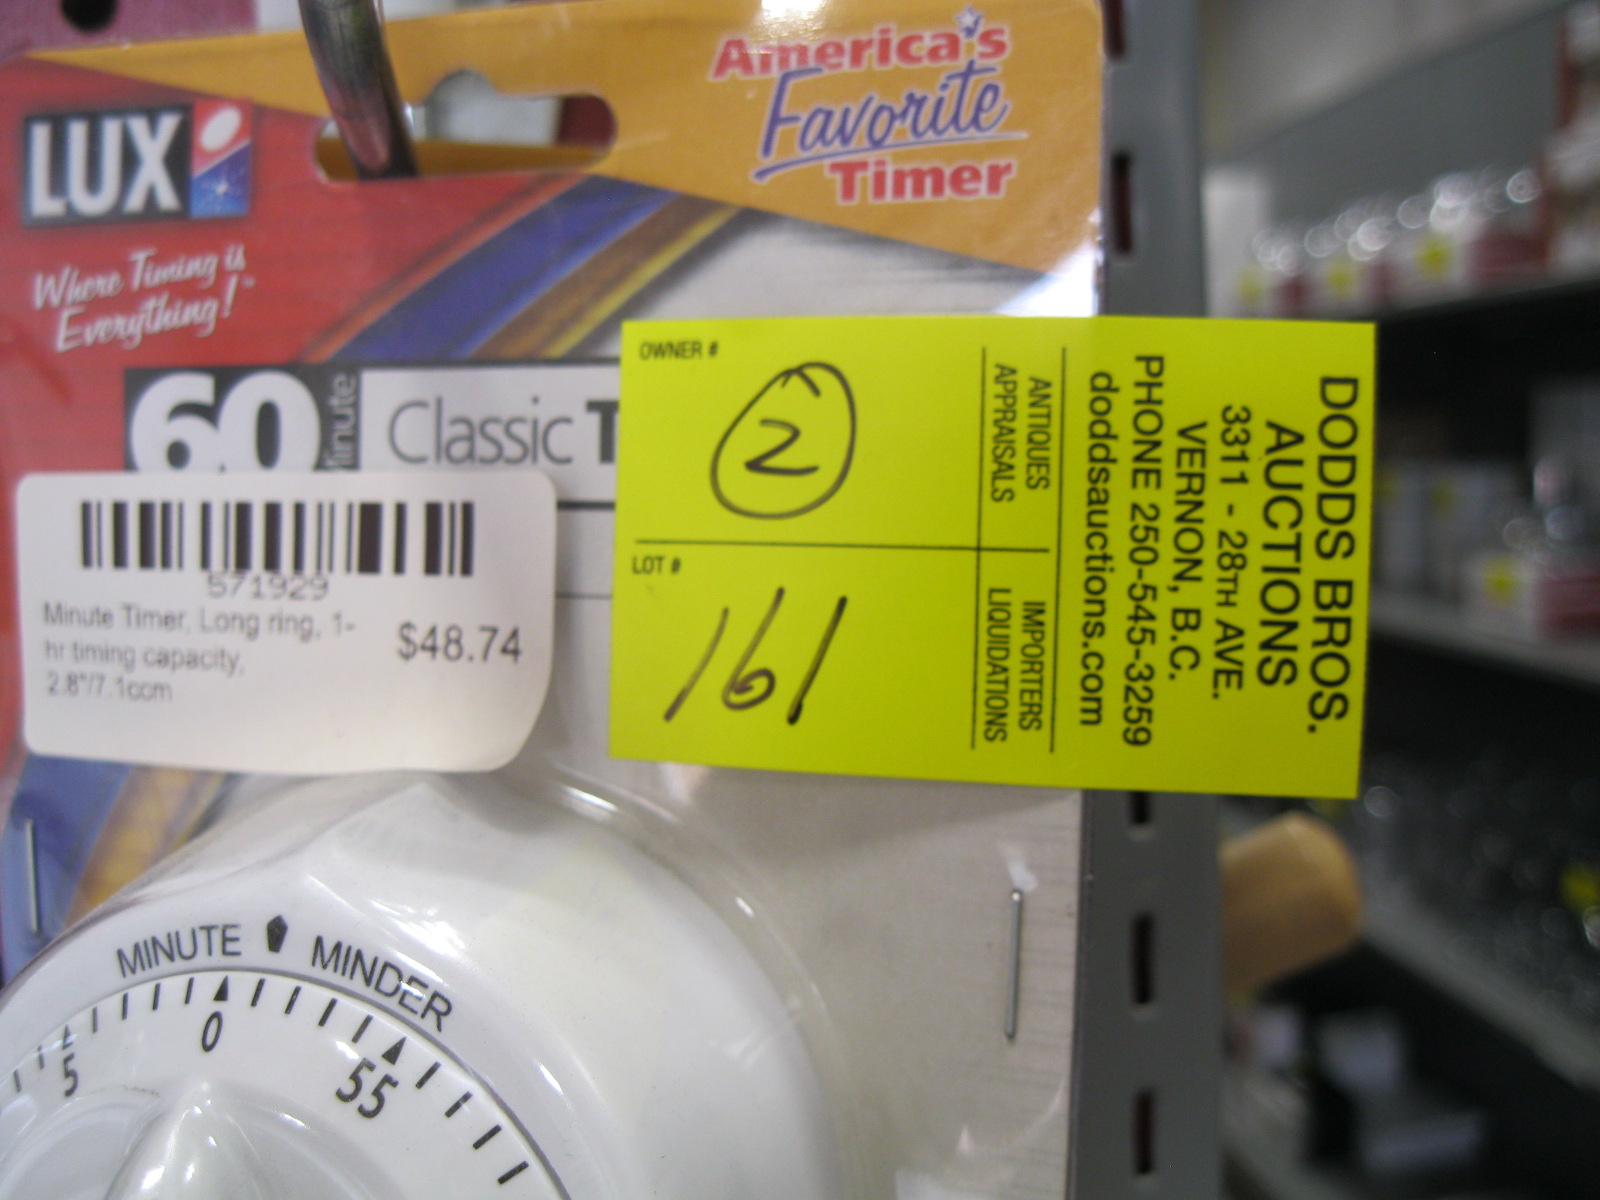 LUX
Where Timing is
Everything!™
America's
Favorite
Timer
60 Minute
Classic T
571929
Minute Timer, Long ring, 1-
hr timing capacity,
2.8"/7.1ccm
$48.74
OWNER #
2
LOT #
161
ANTIQUES
APPRAISALS
IMPORTERS
LIQUIDATIONS
DODDS BROS.
AUCTIONS
3311 - 28TH AVE.
VERNON, B.C.
PHONE 250-545-3259
doddsauctions.com
MINUTE MINDER
5 0 55